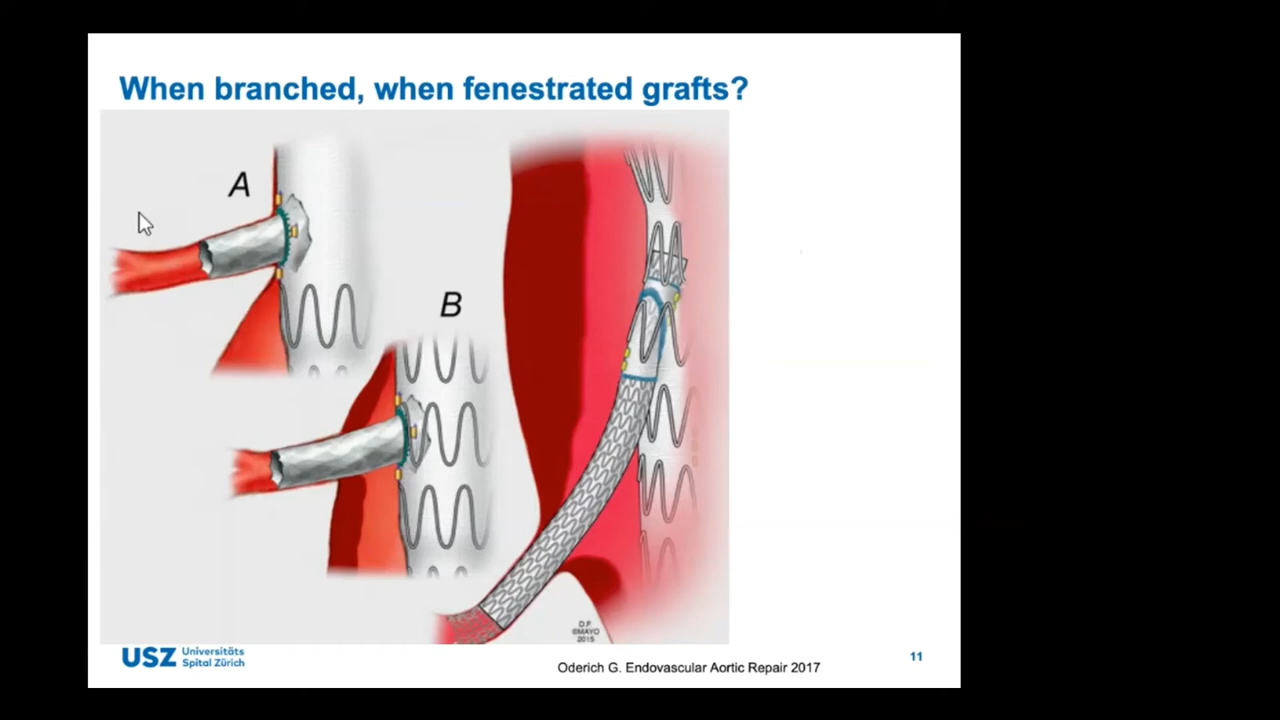 When branched, when fenestrated grafts?
A
B
D.F.
©MAYO
2015
USZ Universitäts
Spital Zürich
Oderich G. Endovascular Aortic Repair 2017
11